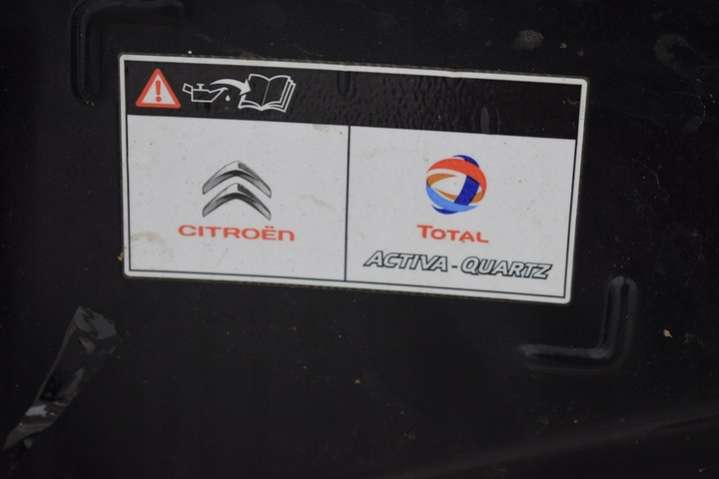 CITROËN
TOTAL
ACTIVA - QUARTZ